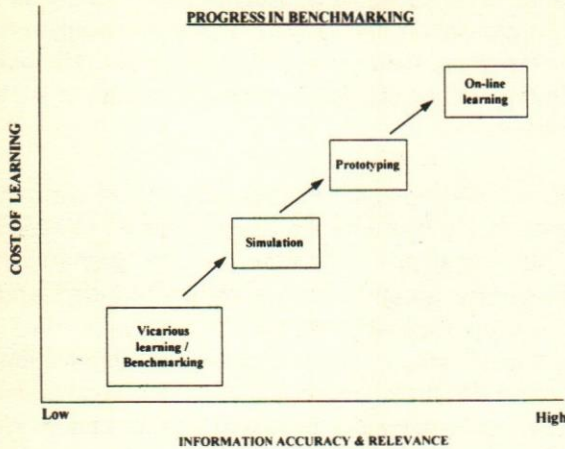 PROGRESS IN BENCHMARKING
On-line
learning
Prototyping
Simulation
Vicarious
learning /
Benchmarking
COST OF LEARNING
Low
High
INFORMATION ACCURACY & RELEVANCE